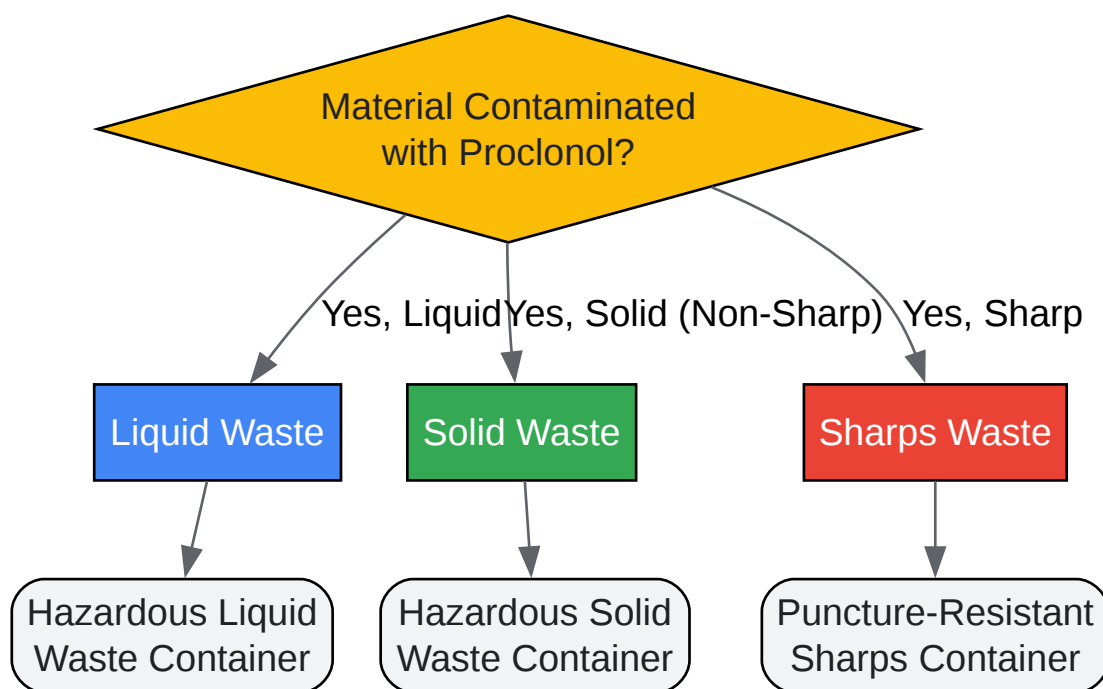 Material Contaminated
with Proclonol?
Yes, Liquid
Yes, Solid (Non-Sharp)
Yes, Sharp
Liquid Waste
Solid Waste
Sharps Waste
Hazardous Liquid
Waste Container
Hazardous Solid
Waste Container
Puncture-Resistant
Sharps Container